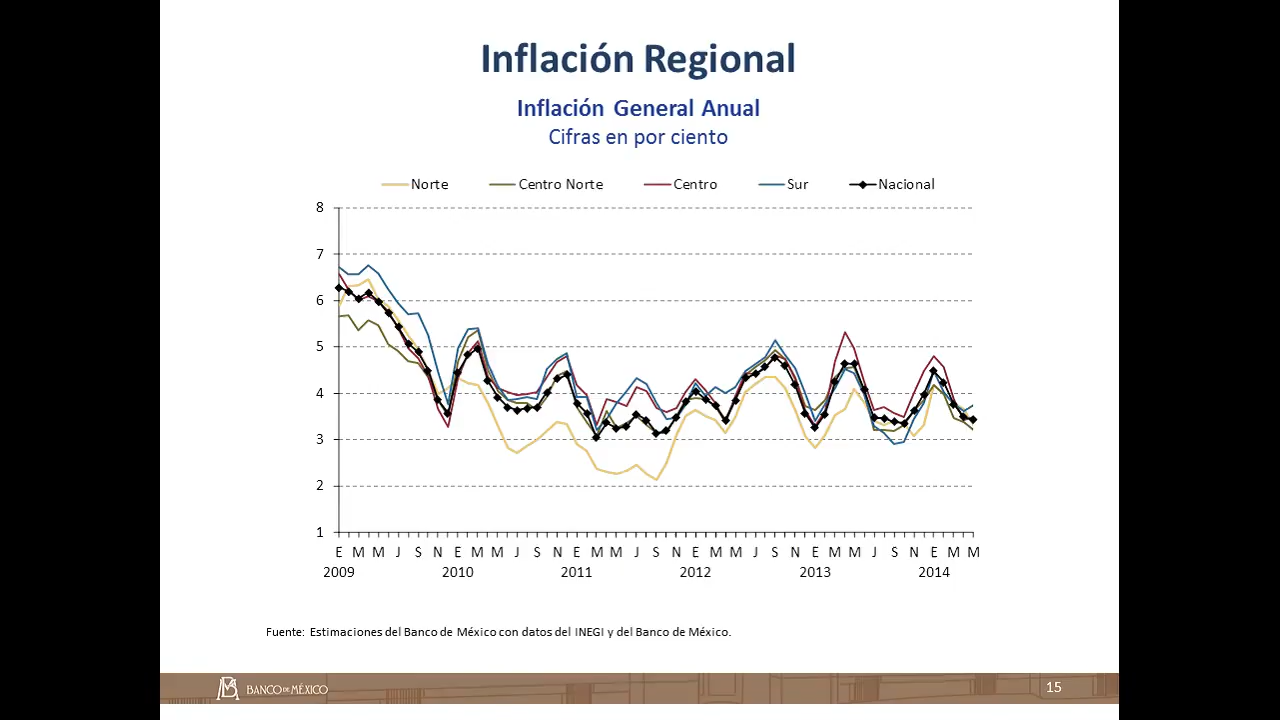 Inflación Regional
Inflación General Anual
Cifras en por ciento
Norte Centro Norte Centro Sur Nacional
8
7
6
5
4
3
2
1
E M M J S N E M M J S N E M M J S N E M M J S N E M M J S N E M M
2009 2010 2011 2012 2013 2014
Fuente: Estimaciones del Banco de México con datos del INEGI y del Banco de México.
BANCO DE MÉXICO 15